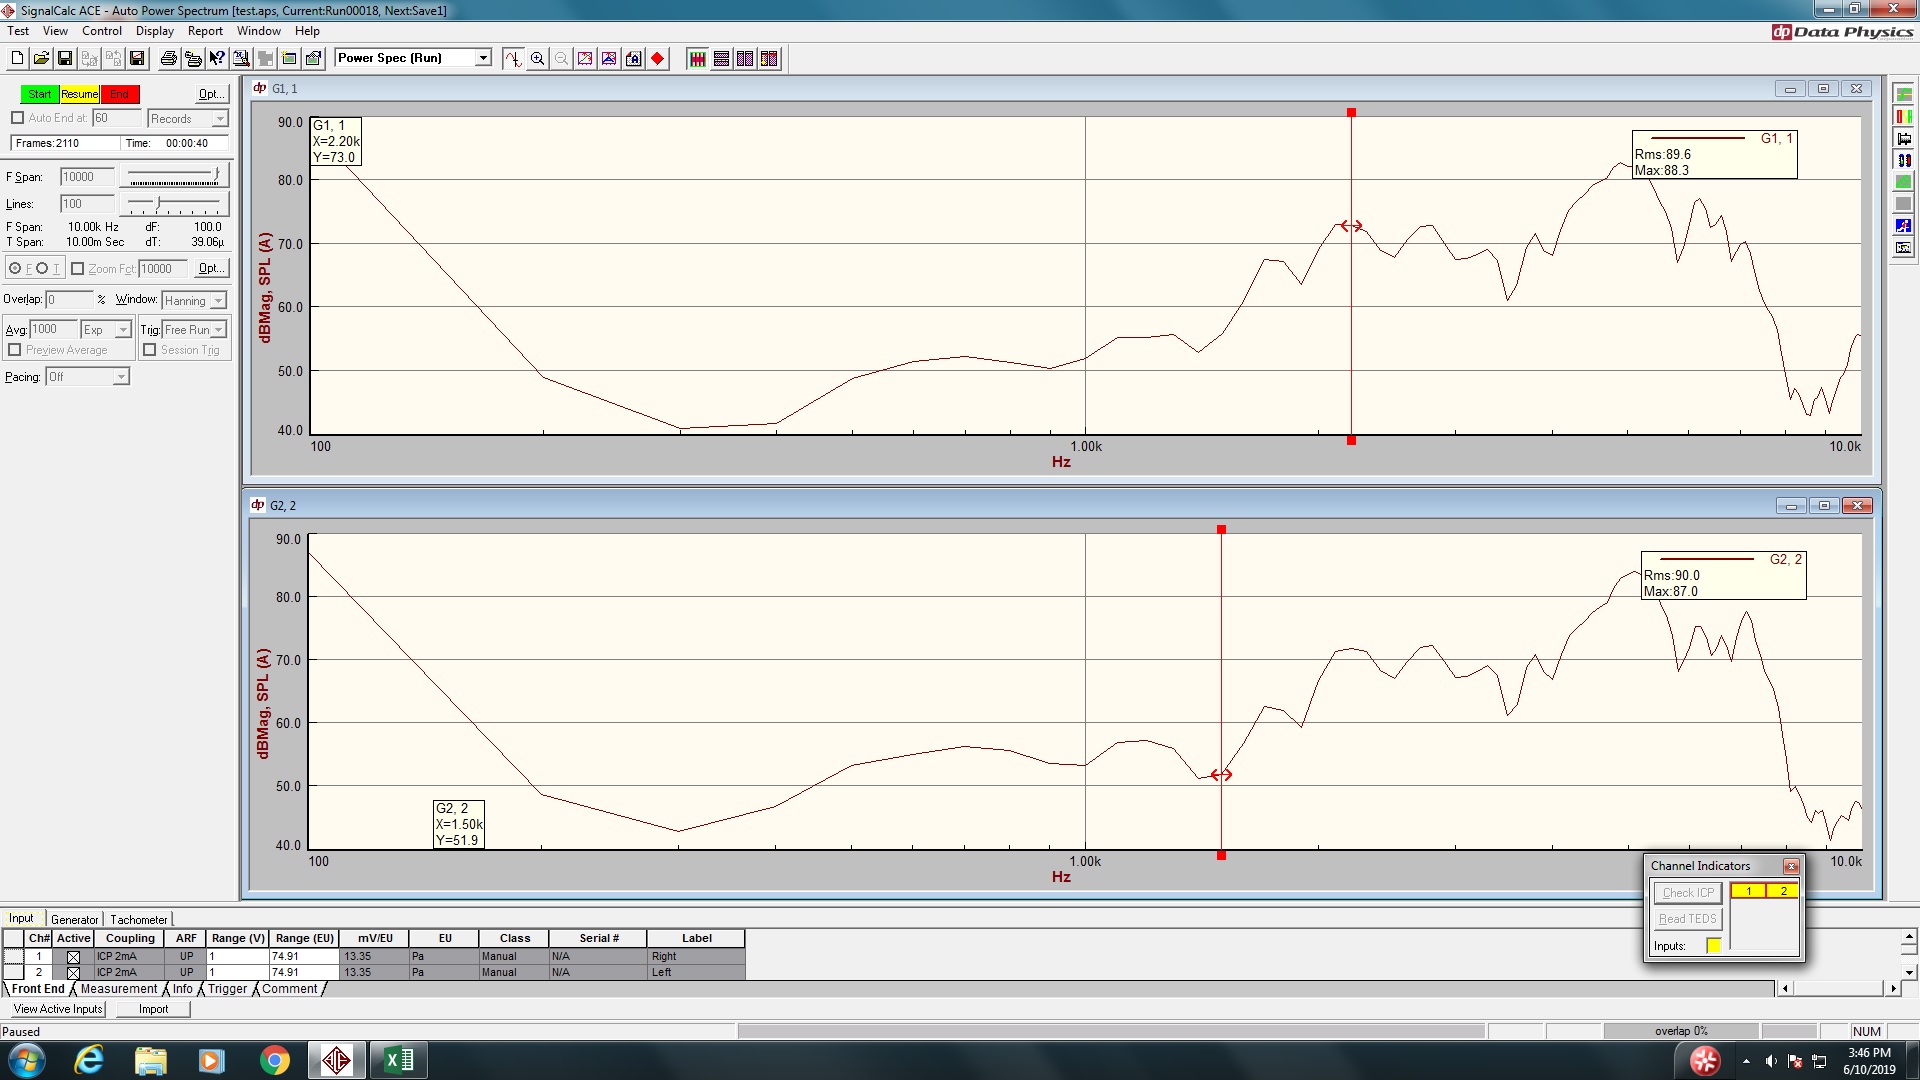 SignalCalc ACE - Auto Power Spectrum [test.aps, Current:Run00018, Next:Save1]
Test View Control Display Report Window Help
dp Data Physics
Power Spec (Run)
Start Resume End Opt...
Auto End at: 60 Records
Frames:2110 Time: 00:00:40
F Span: 10000
Lines: 100
F Span: 10.00k Hz dF: 100.0
T Span: 10.00m Sec dT: 39.06µ
F T Zoom Fct: 10000 Opt...
Overlap: 0 % Window: Hanning
Avg: 1000 Exp Trig: Free Run
Preview Average Session Trig
Pacing: Off
dp G1, 1
90.0
80.0
70.0
60.0
50.0
40.0
dBMag, SPL (A)
G1, 1
X=2.20k
Y=73.0
G1, 1
Rms:89.6
Max:88.3
100 1.00k 10.0k
Hz
dp G2, 2
90.0
80.0
70.0
60.0
50.0
40.0
dBMag, SPL (A)
G2, 2
Rms:90.0
Max:87.0
G2, 2
X=1.50k
Y=51.9
100 1.00k 10.0k
Hz
Channel Indicators
Check ICP 1 2
Read TEDS
Inputs:
Input Generator Tachometer
Ch# Active Coupling ARF Range (V) Range (EU) mV/EU EU Class Serial # Label
1 ICP 2mA UP 1 74.91 13.35 Pa Manual N/A Right
2 ICP 2mA UP 1 74.91 13.35 Pa Manual N/A Left
Front End Measurement Info Trigger Comment
View Active Inputs Import
Paused overlap 0% NUM
3:46 PM
6/10/2019